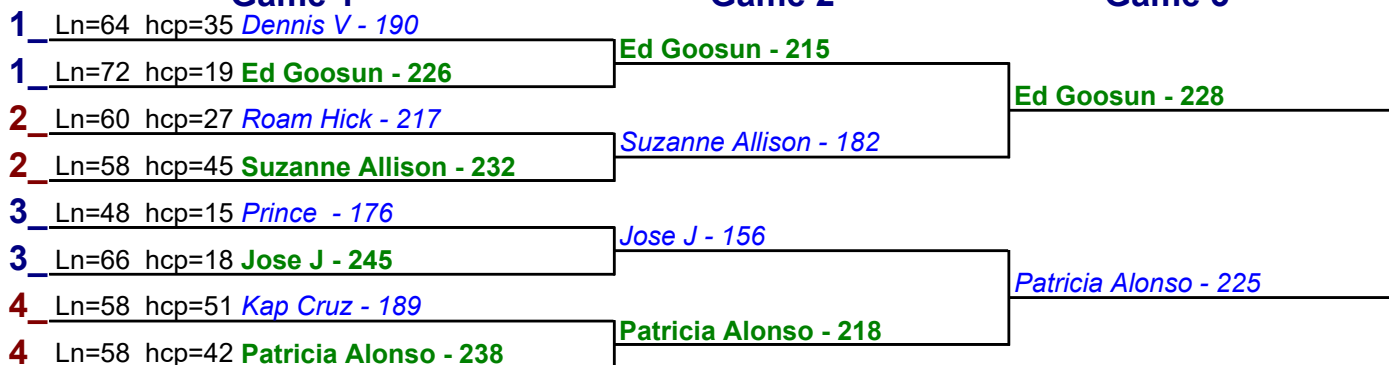 Game 1 Game 2 Game 3
1_ Ln=64 hcp=35 Dennis V - 190
Ed Goosun - 215
1_ Ln=72 hcp=19 Ed Goosun - 226
Ed Goosun - 228
2_ Ln=60 hcp=27 Roam Hick - 217
Suzanne Allison - 182
2_ Ln=58 hcp=45 Suzanne Allison - 232
3_ Ln=48 hcp=15 Prince - 176
Jose J - 156
3_ Ln=66 hcp=18 Jose J - 245
Patricia Alonso - 225
4_ Ln=58 hcp=51 Kap Cruz - 189
Patricia Alonso - 218
4 Ln=58 hcp=42 Patricia Alonso - 238